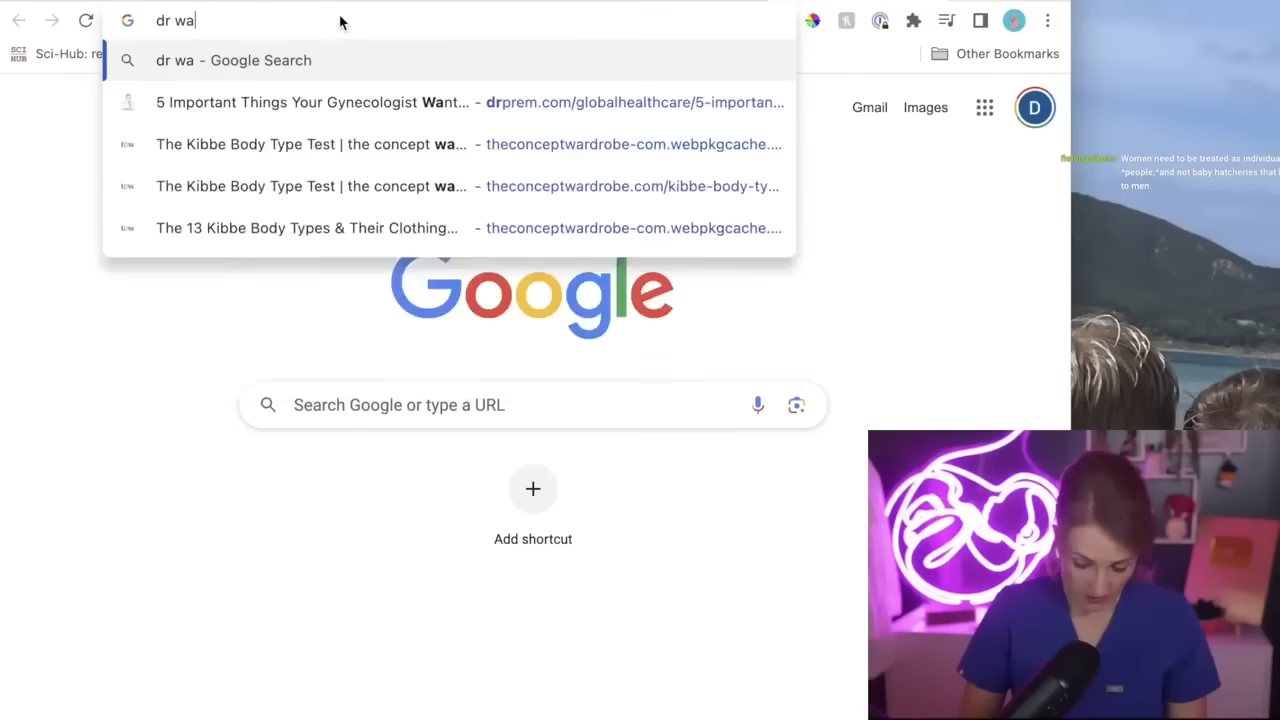 dr wa
SCI
HUB
Sci-Hub: re
Other Bookmarks
dr wa - Google Search
5 Important Things Your Gynecologist Want... - drprem.com/globalhealthcare/5-importan...
The Kibbe Body Type Test | the concept wa... - theconceptwardrobe-com.webpkgcache....
The Kibbe Body Type Test | the concept wa... - theconceptwardrobe.com/kibbe-body-ty...
The 13 Kibbe Body Types & Their Clothing... - theconceptwardrobe-com.webpkgcache....
Gmail Images
D
Women need to be treated as individua
*people,*and not baby hatcheries that
to men.
Google
Search Google or type a URL
Add shortcut